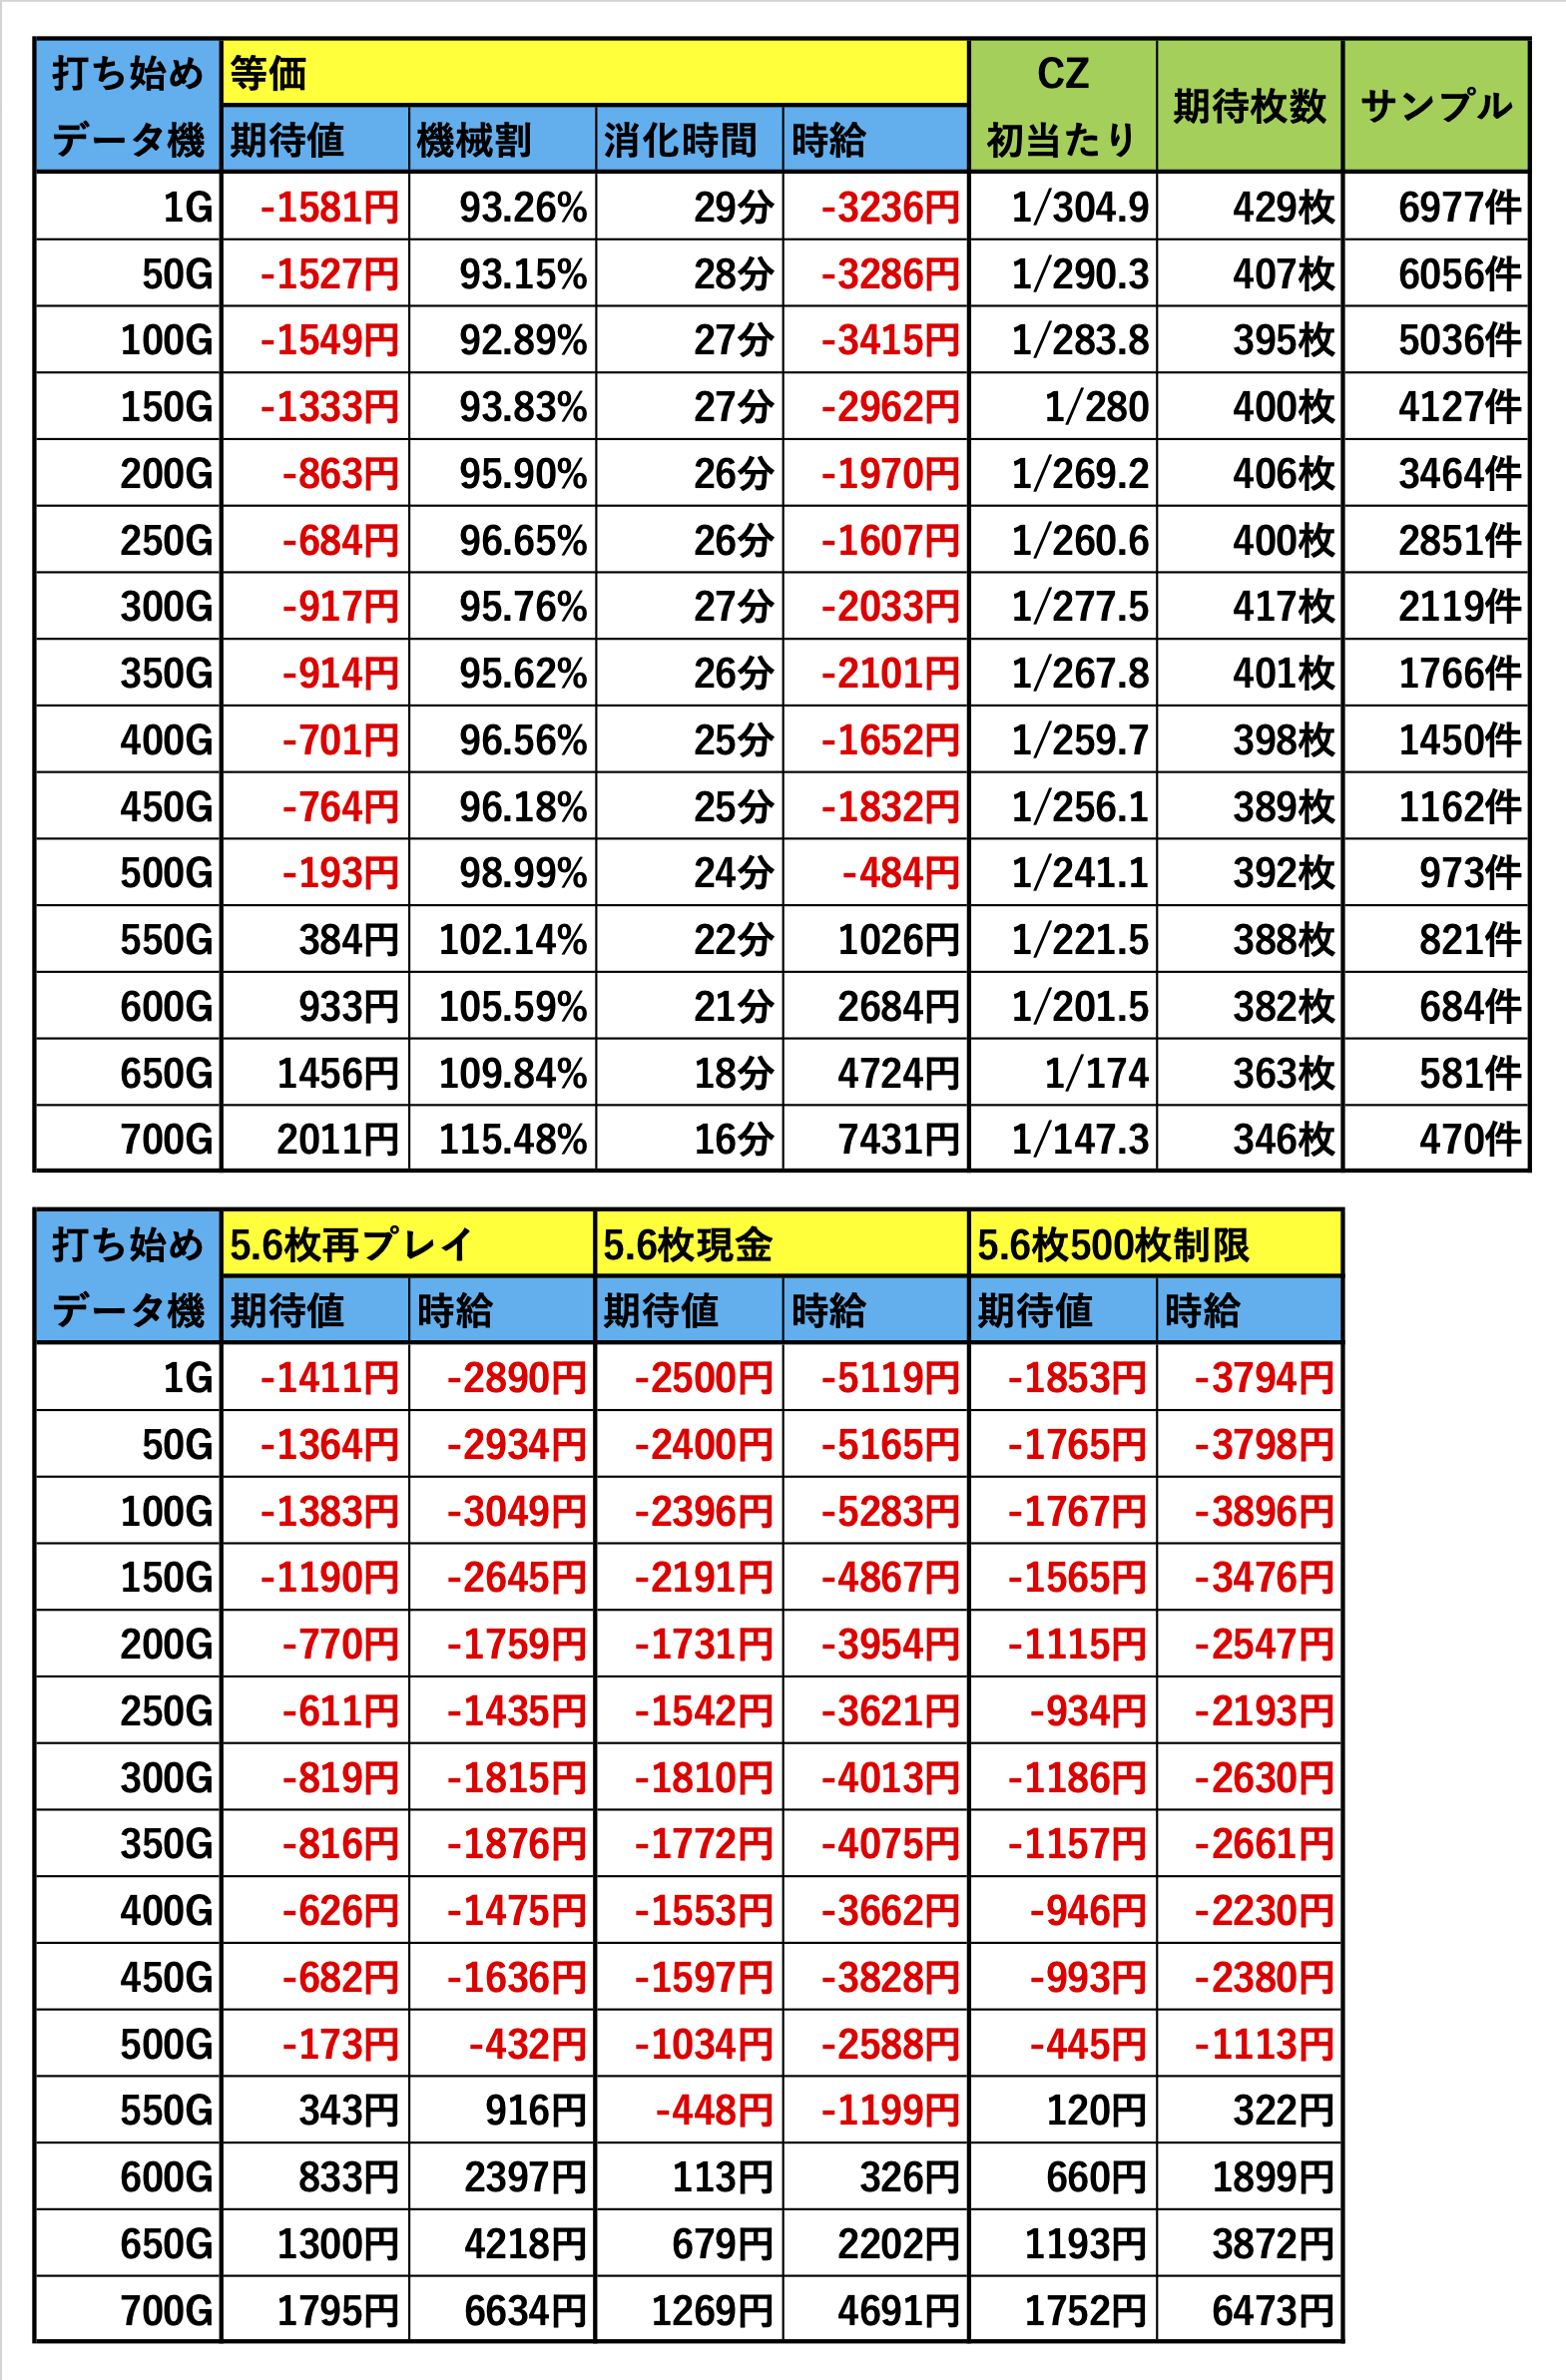 打ち始め 等価 CZ 期待枚数 サンプル
データ機 期待値 機械割 消化時間 時給 初当たり
1G -1581円 93.26% 29分 -3236円 1/304.9 429枚 6977件
50G -1527円 93.15% 28分 -3286円 1/290.3 407枚 6056件
100G -1549円 92.89% 27分 -3415円 1/283.8 395枚 5036件
150G -1333円 93.83% 27分 -2962円 1/280 400枚 4127件
200G -863円 95.90% 26分 -1970円 1/269.2 406枚 3464件
250G -684円 96.65% 26分 -1607円 1/260.6 400枚 2851件
300G -917円 95.76% 27分 -2033円 1/277.5 417枚 2119件
350G -914円 95.62% 26分 -2101円 1/267.8 401枚 1766件
400G -701円 96.56% 25分 -1652円 1/259.7 398枚 1450件
450G -764円 96.18% 25分 -1832円 1/256.1 389枚 1162件
500G -193円 98.99% 24分 -484円 1/241.1 392枚 973件
550G 384円 102.14% 22分 1026円 1/221.5 388枚 821件
600G 933円 105.59% 21分 2684円 1/201.5 382枚 684件
650G 1456円 109.84% 18分 4724円 1/174 363枚 581件
700G 2011円 115.48% 16分 7431円 1/147.3 346枚 470件
打ち始め 5.6枚再プレイ 5.6枚現金 5.6枚500枚制限
データ機 期待値 時給 期待値 時給 期待値 時給
1G -1411円 -2890円 -2500円 -5119円 -1853円 -3794円
50G -1364円 -2934円 -2400円 -5165円 -1765円 -3798円
100G -1383円 -3049円 -2396円 -5283円 -1767円 -3896円
150G -1190円 -2645円 -2191円 -4867円 -1565円 -3476円
200G -770円 -1759円 -1731円 -3954円 -1115円 -2547円
250G -611円 -1435円 -1542円 -3621円 -934円 -2193円
300G -819円 -1815円 -1810円 -4013円 -1186円 -2630円
350G -816円 -1876円 -1772円 -4075円 -1157円 -2661円
400G -626円 -1475円 -1553円 -3662円 -946円 -2230円
450G -682円 -1636円 -1597円 -3828円 -993円 -2380円
500G -173円 -432円 -1034円 -2588円 -445円 -1113円
550G 343円 916円 -448円 -1199円 120円 322円
600G 833円 2397円 113円 326円 660円 1899円
650G 1300円 4218円 679円 2202円 1193円 3872円
700G 1795円 6634円 1269円 4691円 1752円 6473円